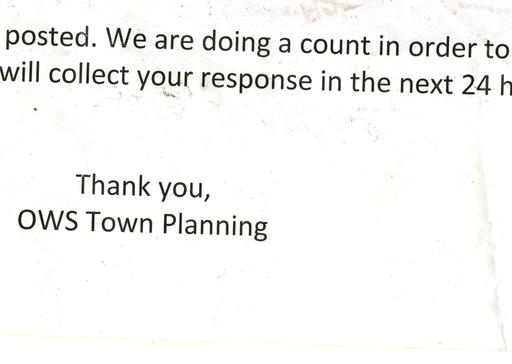 posted. We are doing a count in order to
will collect your response in the next 24 h
Thank you,
OWS Town Planning